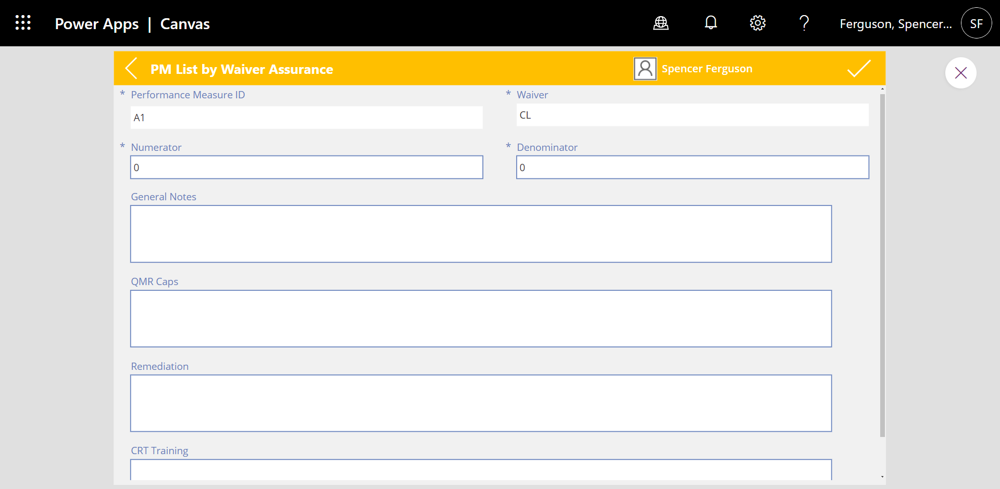 Power Apps | Canvas
Ferguson, Spencer...
SF
PM List by Waiver Assurance
Spencer Ferguson
* Performance Measure ID
* Waiver
A1
CL
* Numerator
* Denominator
0
0
General Notes
QMR Caps
Remediation
CRT Training